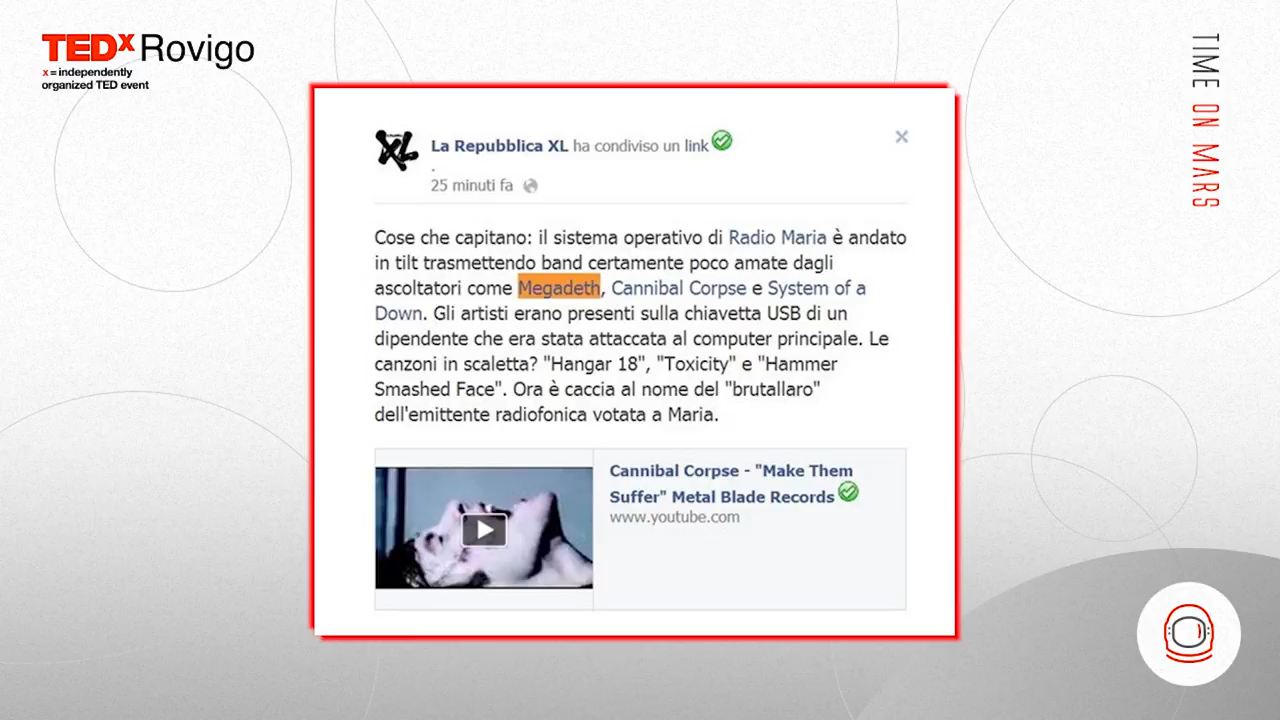 TEDx Rovigo
x = independently
organized TED event
TIME ON MARS
XL
La Repubblica XL ha condiviso un link
.
25 minuti fa
Cose che capitano: il sistema operativo di Radio Maria è andato
in tilt trasmettendo band certamente poco amate dagli
ascoltatori come Megadeth, Cannibal Corpse e System of a
Down. Gli artisti erano presenti sulla chiavetta USB di un
dipendente che era stata attaccata al computer principale. Le
canzoni in scaletta? "Hangar 18", "Toxicity" e "Hammer
Smashed Face". Ora è caccia al nome del "brutallaro"
dell'emittente radiofonica votata a Maria.
Cannibal Corpse - "Make Them
Suffer" Metal Blade Records
www.youtube.com